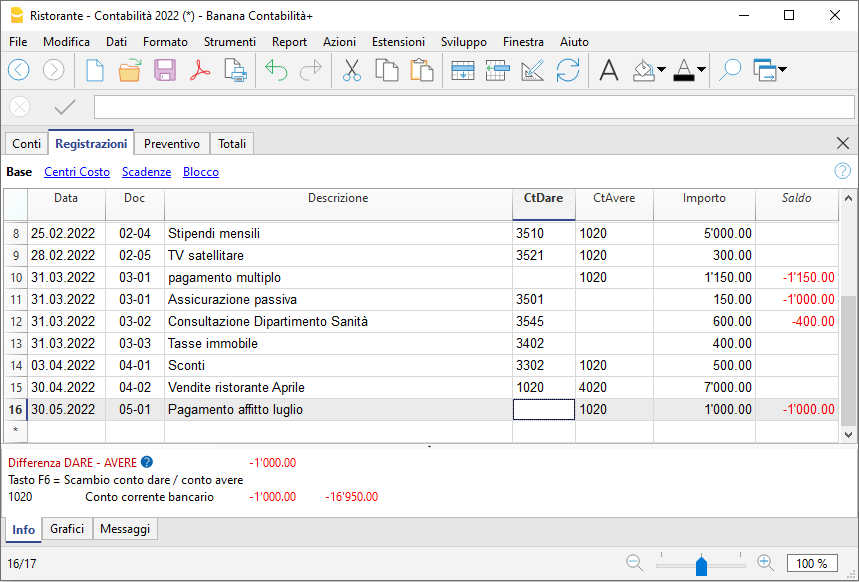 Ristorante - Contabilità 2022 (*) - Banana Contabilità+
File Modifica Dati Formato Strumenti Report Azioni Estensioni Sviluppo Finestra Aiuto
Conti Registrazioni Preventivo Totali
Base Centri Costo Scadenze Blocco
Data Doc Descrizione CtDare CtAvere Importo Saldo
8 25.02.2022 02-04 Stipendi mensili 3510 1020 5'000.00
9 28.02.2022 02-05 TV satellitare 3521 1020 300.00
10 31.03.2022 03-01 pagamento multiplo 1020 1'150.00 -1'150.00
11 31.03.2022 03-01 Assicurazione passiva 3501 150.00 -1'000.00
12 31.03.2022 03-02 Consultazione Dipartimento Sanità 3545 600.00 -400.00
13 31.03.2022 03-03 Tasse immobile 3402 400.00
14 03.04.2022 04-01 Sconti 3302 1020 500.00
15 30.04.2022 04-02 Vendite ristorante Aprile 1020 4020 7'000.00
16 30.05.2022 05-01 Pagamento affitto luglio 1020 1'000.00 -1'000.00
*
Differenza DARE - AVERE ? -1'000.00
Tasto F6 = Scambio conto dare / conto avere
1020 Conto corrente bancario -1'000.00 -16'950.00
Info Grafici Messaggi
16/17 100 %